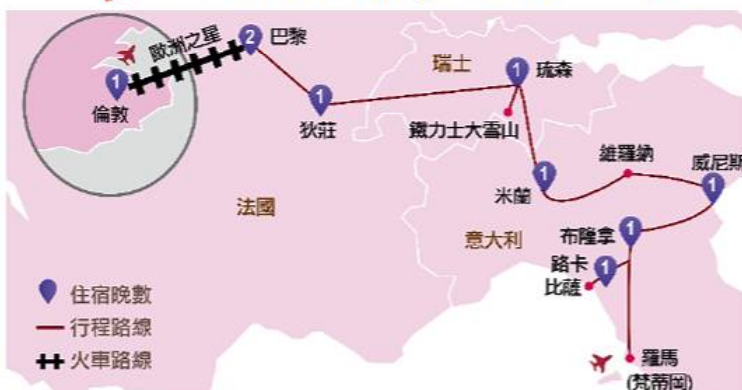 歐洲之星
2
巴黎
1
倫敦
1
狄莊
瑞士
1
琉森
鐵力士大雪山
維羅納
威尼斯
1
米蘭
1
法國
意大利
布隆拿
1
路卡
1
比薩
住宿晚數
行程路線
火車路線
羅馬
(梵蒂岡)